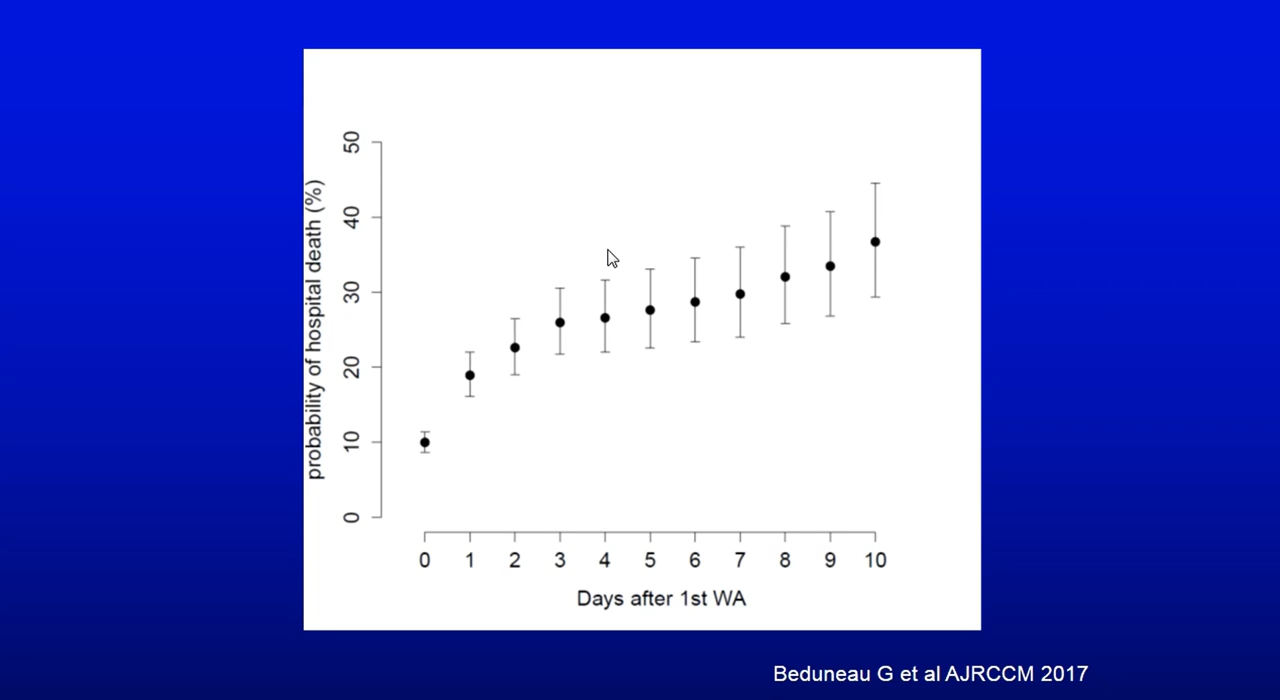 probability of hospital death (%)
50
40
30
20
10
0
0 1 2 3 4 5 6 7 8 9 10
Days after 1st WA
Beduneau G et al AJRCCM 2017